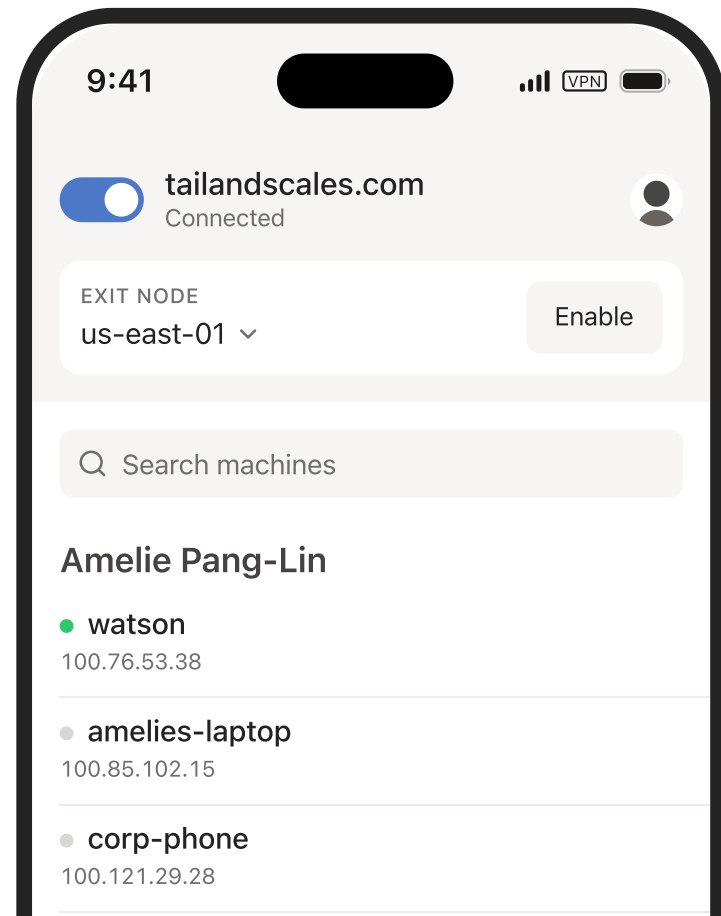 9:41
VPN
tailandscales.com
Connected
EXIT NODE
us-east-01
Enable
Search machines
Amelie Pang-Lin
watson
100.76.53.38
amelies-laptop
100.85.102.15
corp-phone
100.121.29.28